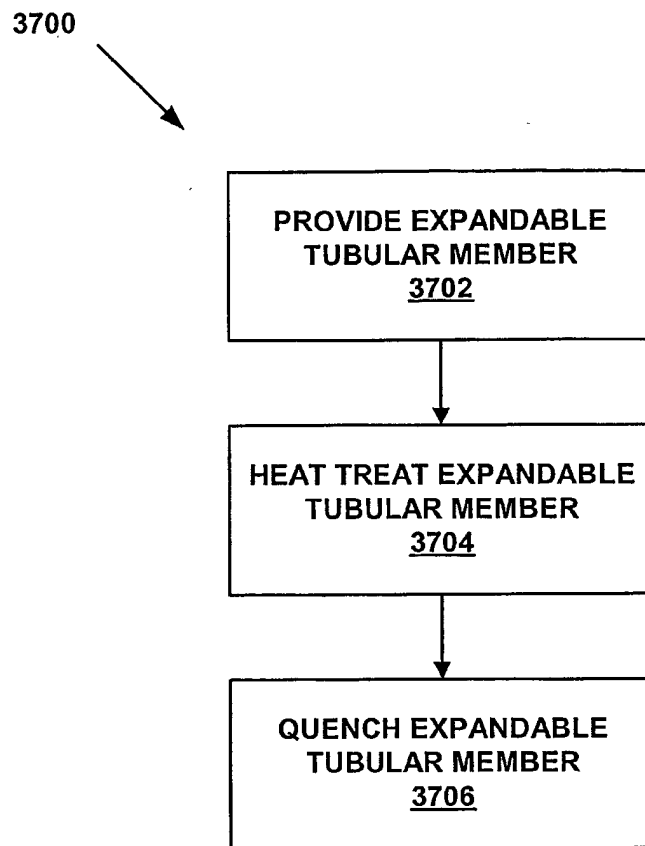 3700
PROVIDE EXPANDABLE
TUBULAR MEMBER
3702
HEAT TREAT EXPANDABLE
TUBULAR MEMBER
3704
QUENCH EXPANDABLE
TUBULAR MEMBER
3706